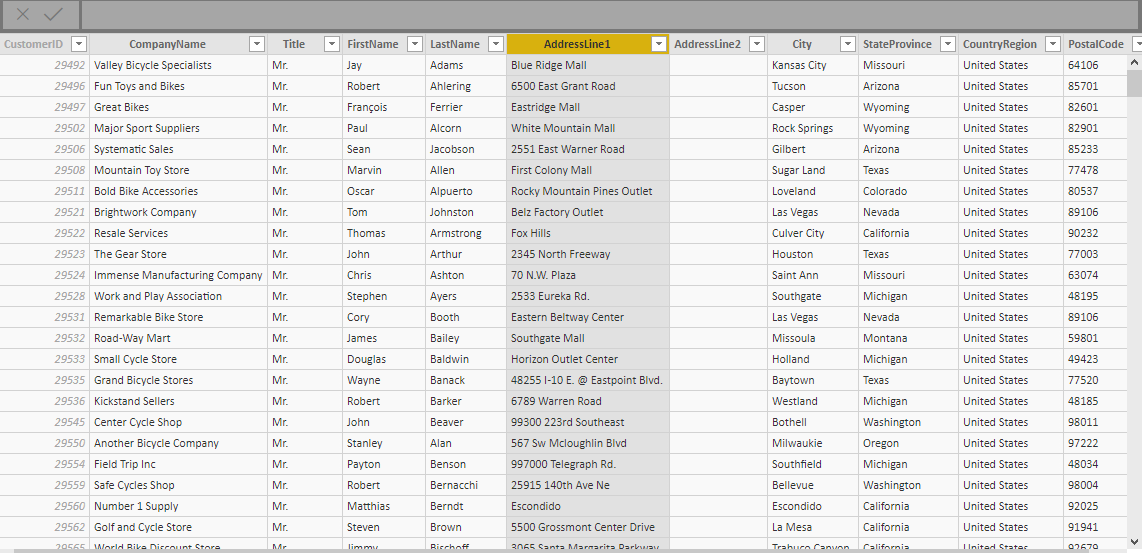 CustomerID CompanyName Title FirstName LastName AddressLine1 AddressLine2 City StateProvince CountryRegion PostalCode
29492 Valley Bicycle Specialists Mr. Jay Adams Blue Ridge Mall Kansas City Missouri United States 64106
29496 Fun Toys and Bikes Mr. Robert Ahlering 6500 East Grant Road Tucson Arizona United States 85701
29497 Great Bikes Mr. François Ferrier Eastridge Mall Casper Wyoming United States 82601
29502 Major Sport Suppliers Mr. Paul Alcorn White Mountain Mall Rock Springs Wyoming United States 82901
29506 Systematic Sales Mr. Sean Jacobson 2551 East Warner Road Gilbert Arizona United States 85233
29508 Mountain Toy Store Mr. Marvin Allen First Colony Mall Sugar Land Texas United States 77478
29511 Bold Bike Accessories Mr. Oscar Alpuerto Rocky Mountain Pines Outlet Loveland Colorado United States 80537
29521 Brightwork Company Mr. Tom Johnston Belz Factory Outlet Las Vegas Nevada United States 89106
29522 Resale Services Mr. Thomas Armstrong Fox Hills Culver City California United States 90232
29523 The Gear Store Mr. John Arthur 2345 North Freeway Houston Texas United States 77003
29524 Immense Manufacturing Company Mr. Chris Ashton 70 N.W. Plaza Saint Ann Missouri United States 63074
29528 Work and Play Association Mr. Stephen Ayers 2533 Eureka Rd. Southgate Michigan United States 48195
29531 Remarkable Bike Store Mr. Cory Booth Eastern Beltway Center Las Vegas Nevada United States 89106
29532 Road-Way Mart Mr. James Bailey Southgate Mall Missoula Montana United States 59801
29533 Small Cycle Store Mr. Douglas Baldwin Horizon Outlet Center Holland Michigan United States 49423
29535 Grand Bicycle Stores Mr. Wayne Banack 48255 I-10 E. @ Eastpoint Blvd. Baytown Texas United States 77520
29536 Kickstand Sellers Mr. Robert Barker 6789 Warren Road Westland Michigan United States 48185
29545 Center Cycle Shop Mr. John Beaver 99300 223rd Southeast Bothell Washington United States 98011
29550 Another Bicycle Company Mr. Stanley Alan 567 Sw Mcloughlin Blvd Milwaukie Oregon United States 97222
29554 Field Trip Inc Mr. Payton Benson 997000 Telegraph Rd. Southfield Michigan United States 48034
29559 Safe Cycles Shop Mr. Robert Bernacchi 25915 140th Ave Ne Bellevue Washington United States 98004
29560 Number 1 Supply Mr. Matthias Berndt Escondido Escondido California United States 92025
29562 Golf and Cycle Store Mr. Steven Brown 5500 Grossmont Center Drive La Mesa California United States 91941
29565 World Bike Discount Store Mr. Jimmy Bischoff 3065 Santa Margarita Parkway Trabuco Canyon California United States 92679